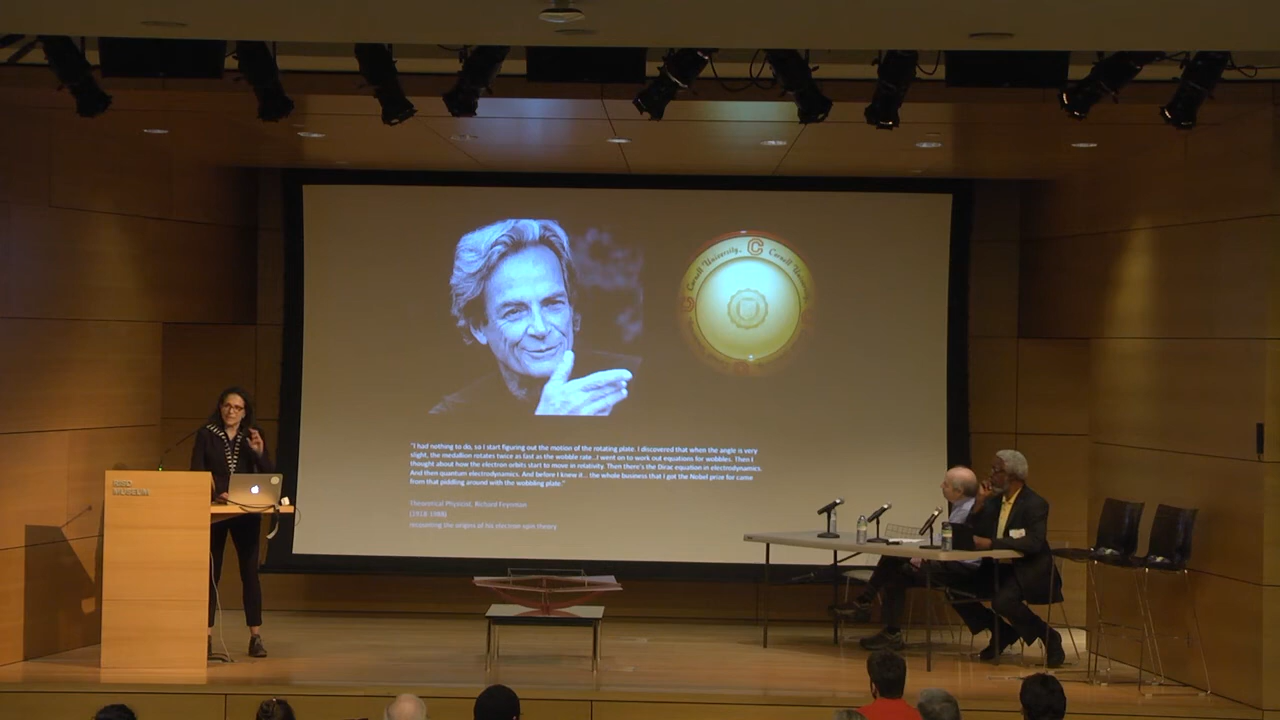 Cornell University
C
Cornell University
"I had nothing to do, so I start figuring out the motion of the rotating plate. I discovered that when the angle is very
slight, the medallion rotates twice as fast as the wobble rate...I went on to work out equations for wobbles. Then I
thought about how the electron orbits start to move in relativity. Then there's the Dirac equation in electrodynamics.
And then quantum electrodynamics. And before I knew it... the whole business that I got the Nobel prize for came
from that piddling around with the wobbling plate."
Theoretical Physicist, Richard Feynman
(1918-1988)
recounting the origins of his electron spin theory
RISD
MUSEUM